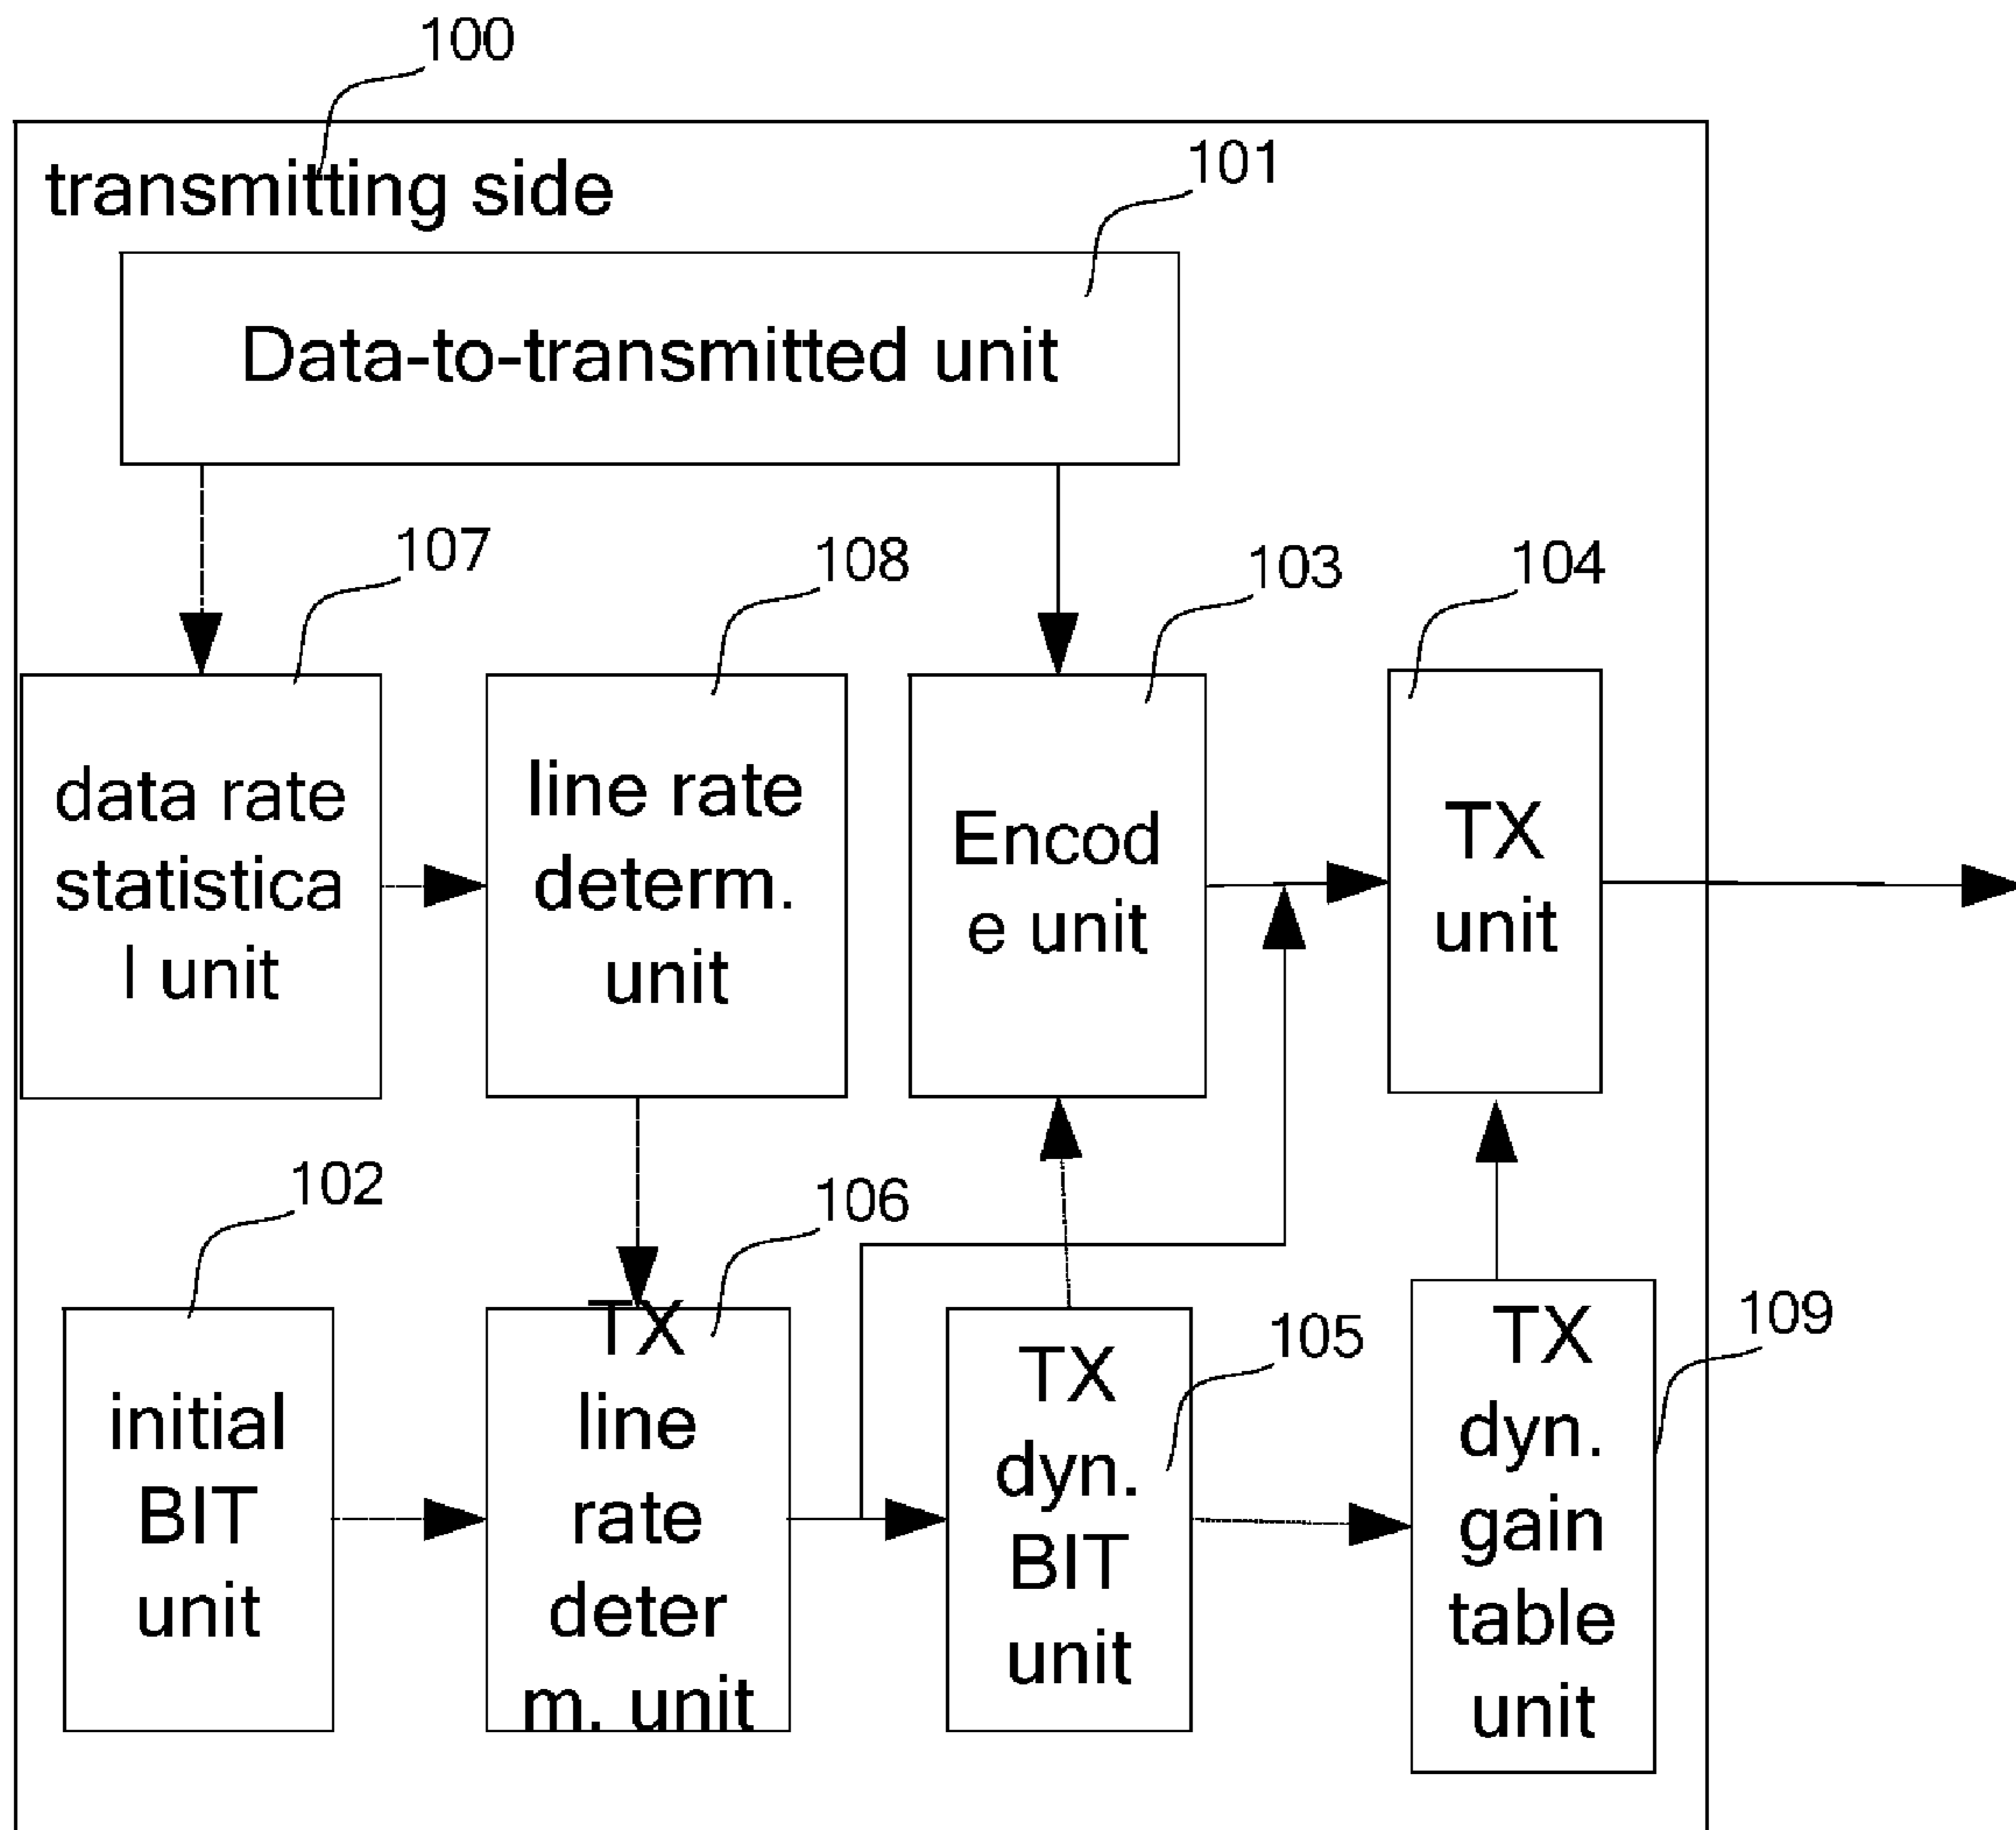 100
transmitting side
101
Data-to-transmitted unit
107
108
103
104
data rate
statistica
l unit
line rate
determ.
unit
Encod
e unit
TX
unit
102
106
105
109
initial
BIT
unit
TX
line
rate
deter
m. unit
TX
dyn.
BIT
unit
TX
dyn.
gain
table
unit